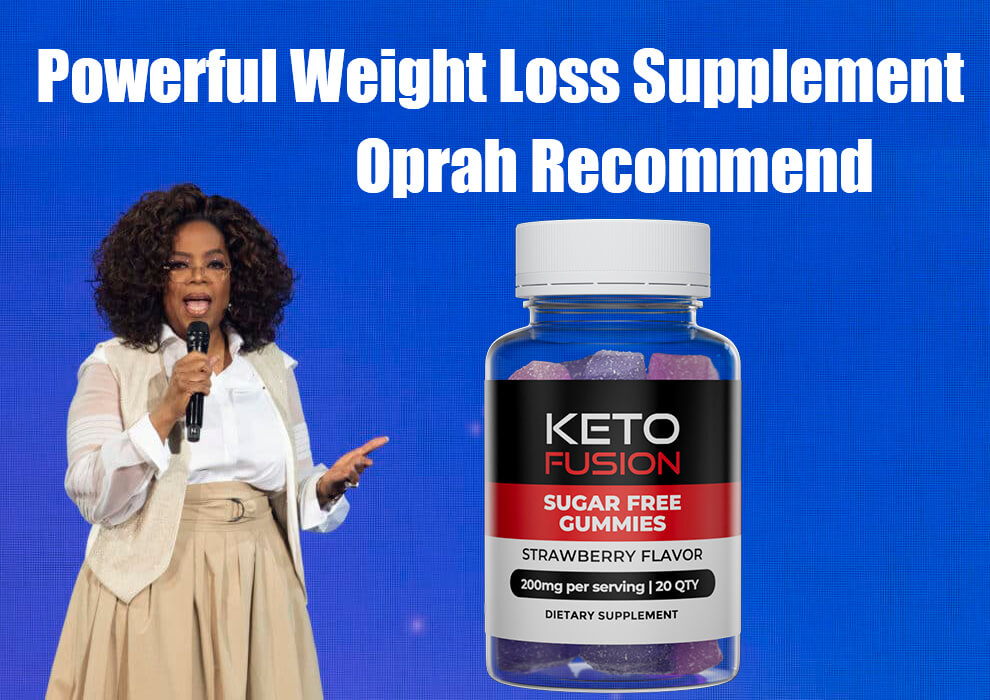 Powerful Weight Loss Supplement
Oprah Recommend
KETO
FUSION
SUGAR FREE
GUMMIES
STRAWBERRY FLAVOR
200mg per serving | 20 QTY
DIETARY SUPPLEMENT